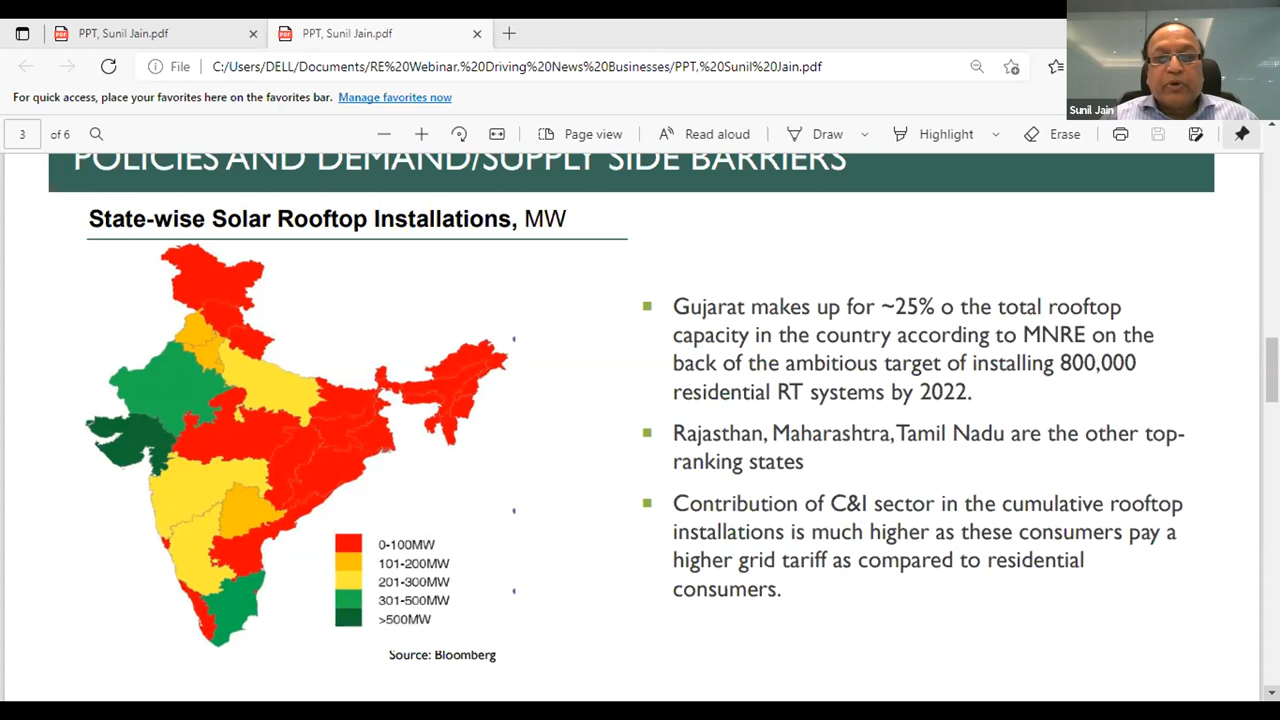 PPT, Sunil Jain.pdf
PPT, Sunil Jain.pdf
File
C:/Users/DELL/Documents/RE%20Webinar,%20Driving%20News%20Businesses/PPT,%20Sunil%20Jain.pdf
For quick access, place your favorites here on the favorites bar. Manage favorites now
Sunil Jain
3 of 6
Page view
Read aloud
Draw
Highlight
Erase
POLICIES AND DEMAND/SUPPLY SIDE BARRIERS
State-wise Solar Rooftop Installations, MW
0-100MW
101-200MW
201-300MW
301-500MW
>500MW
Source: Bloomberg
Gujarat makes up for ~25% o the total rooftop
capacity in the country according to MNRE on the
back of the ambitious target of installing 800,000
residential RT systems by 2022.
Rajasthan, Maharashtra, Tamil Nadu are the other top-
ranking states
Contribution of C&I sector in the cumulative rooftop
installations is much higher as these consumers pay a
higher grid tariff as compared to residential
consumers.